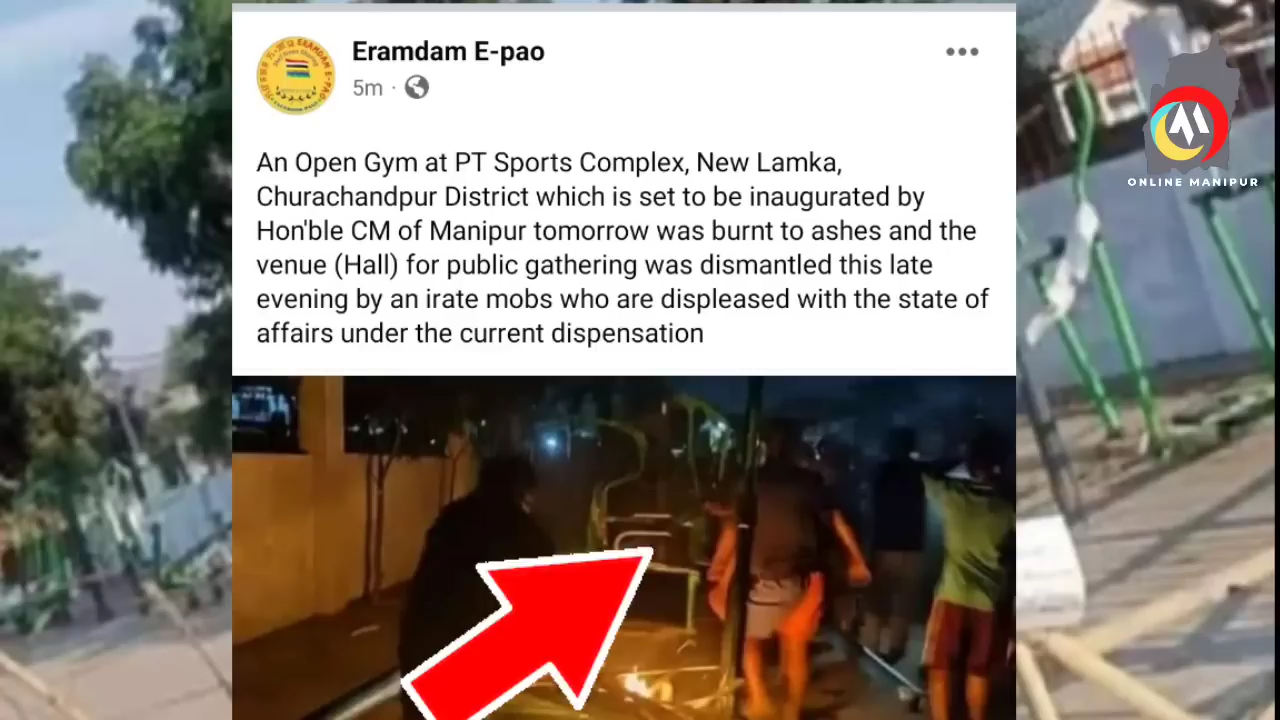 Eramdam E-pao
5m ·
An Open Gym at PT Sports Complex, New Lamka,
Churachandpur District which is set to be inaugurated by
Hon'ble CM of Manipur tomorrow was burnt to ashes and the
venue (Hall) for public gathering was dismantled this late
evening by an irate mobs who are displeased with the state of
affairs under the current dispensation
ONLINE MANIPUR